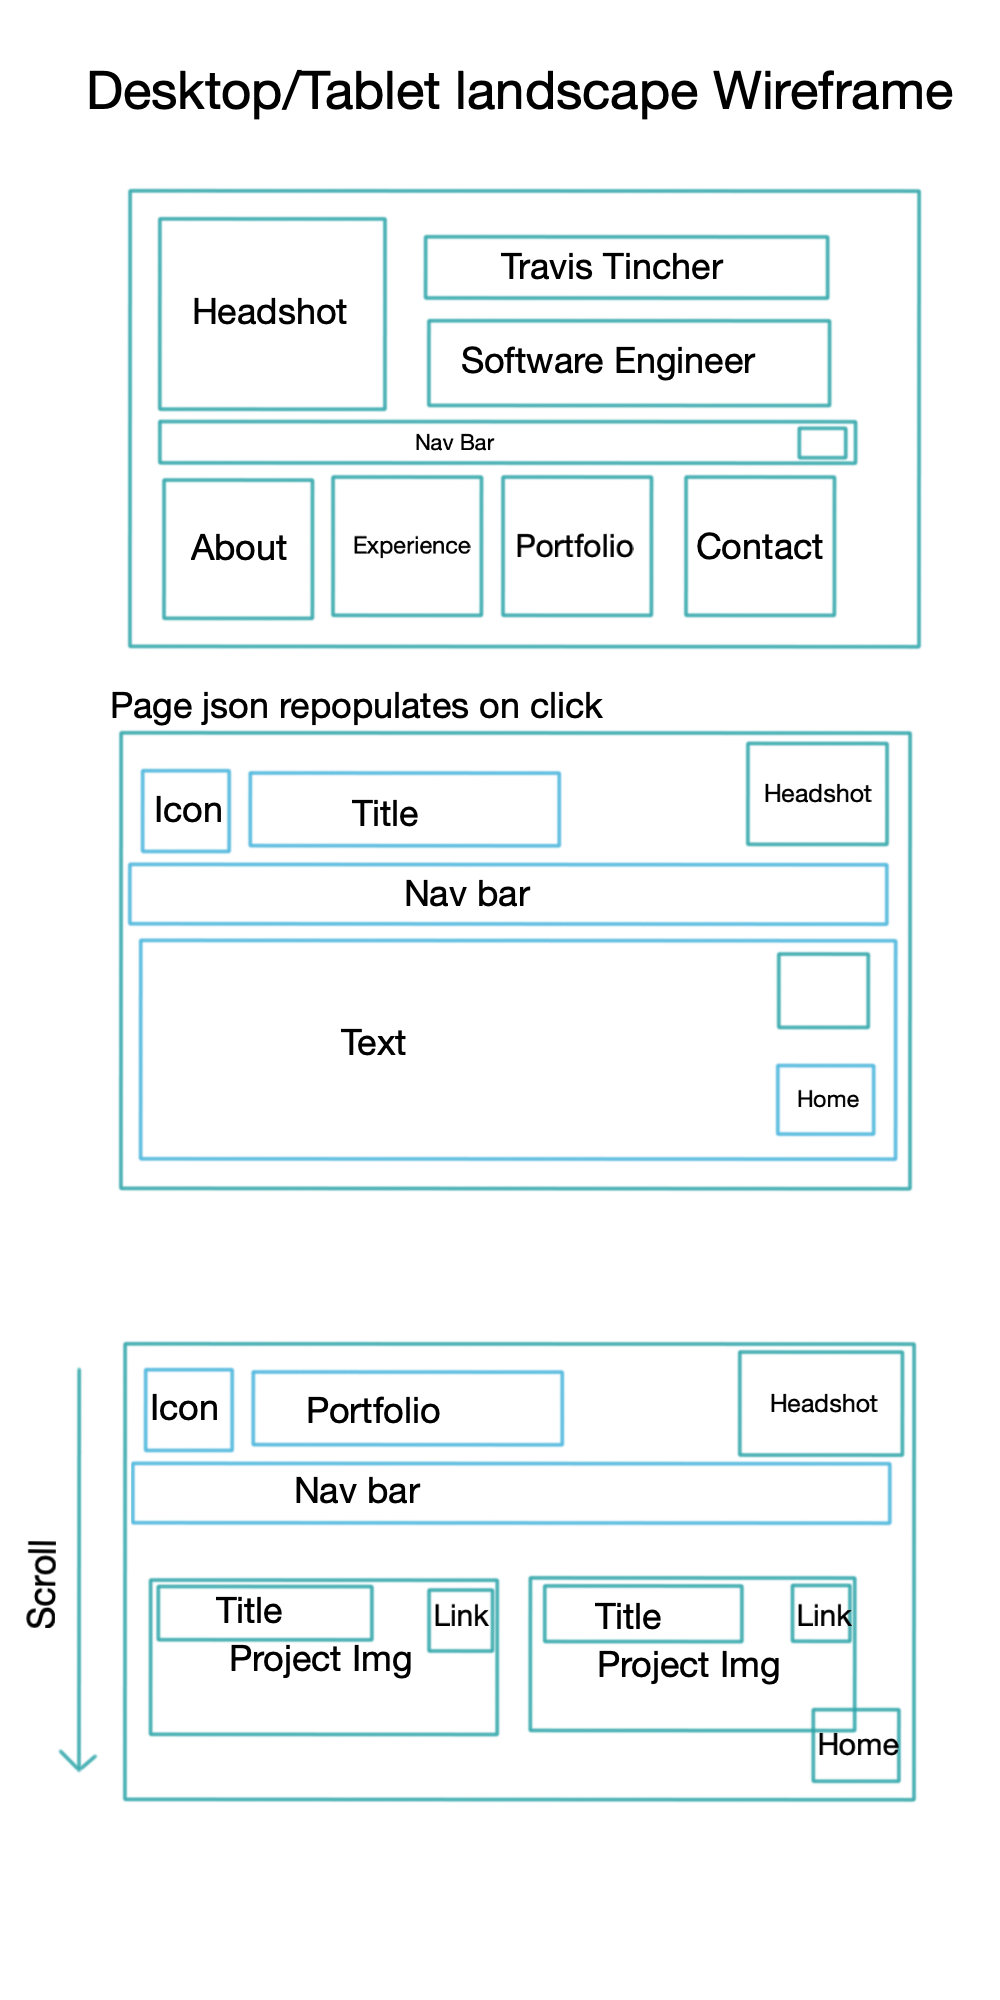 Desktop/Tablet landscape Wireframe
Headshot
Travis Tincher
Software Engineer
Nav Bar
About
Experience
Portfolio
Contact
Page json repopulates on click
Icon
Title
Headshot
Nav bar
Text
Home
Scroll
Icon
Portfolio
Headshot
Nav bar
Title
Link
Project Img
Title
Link
Project Img
Home